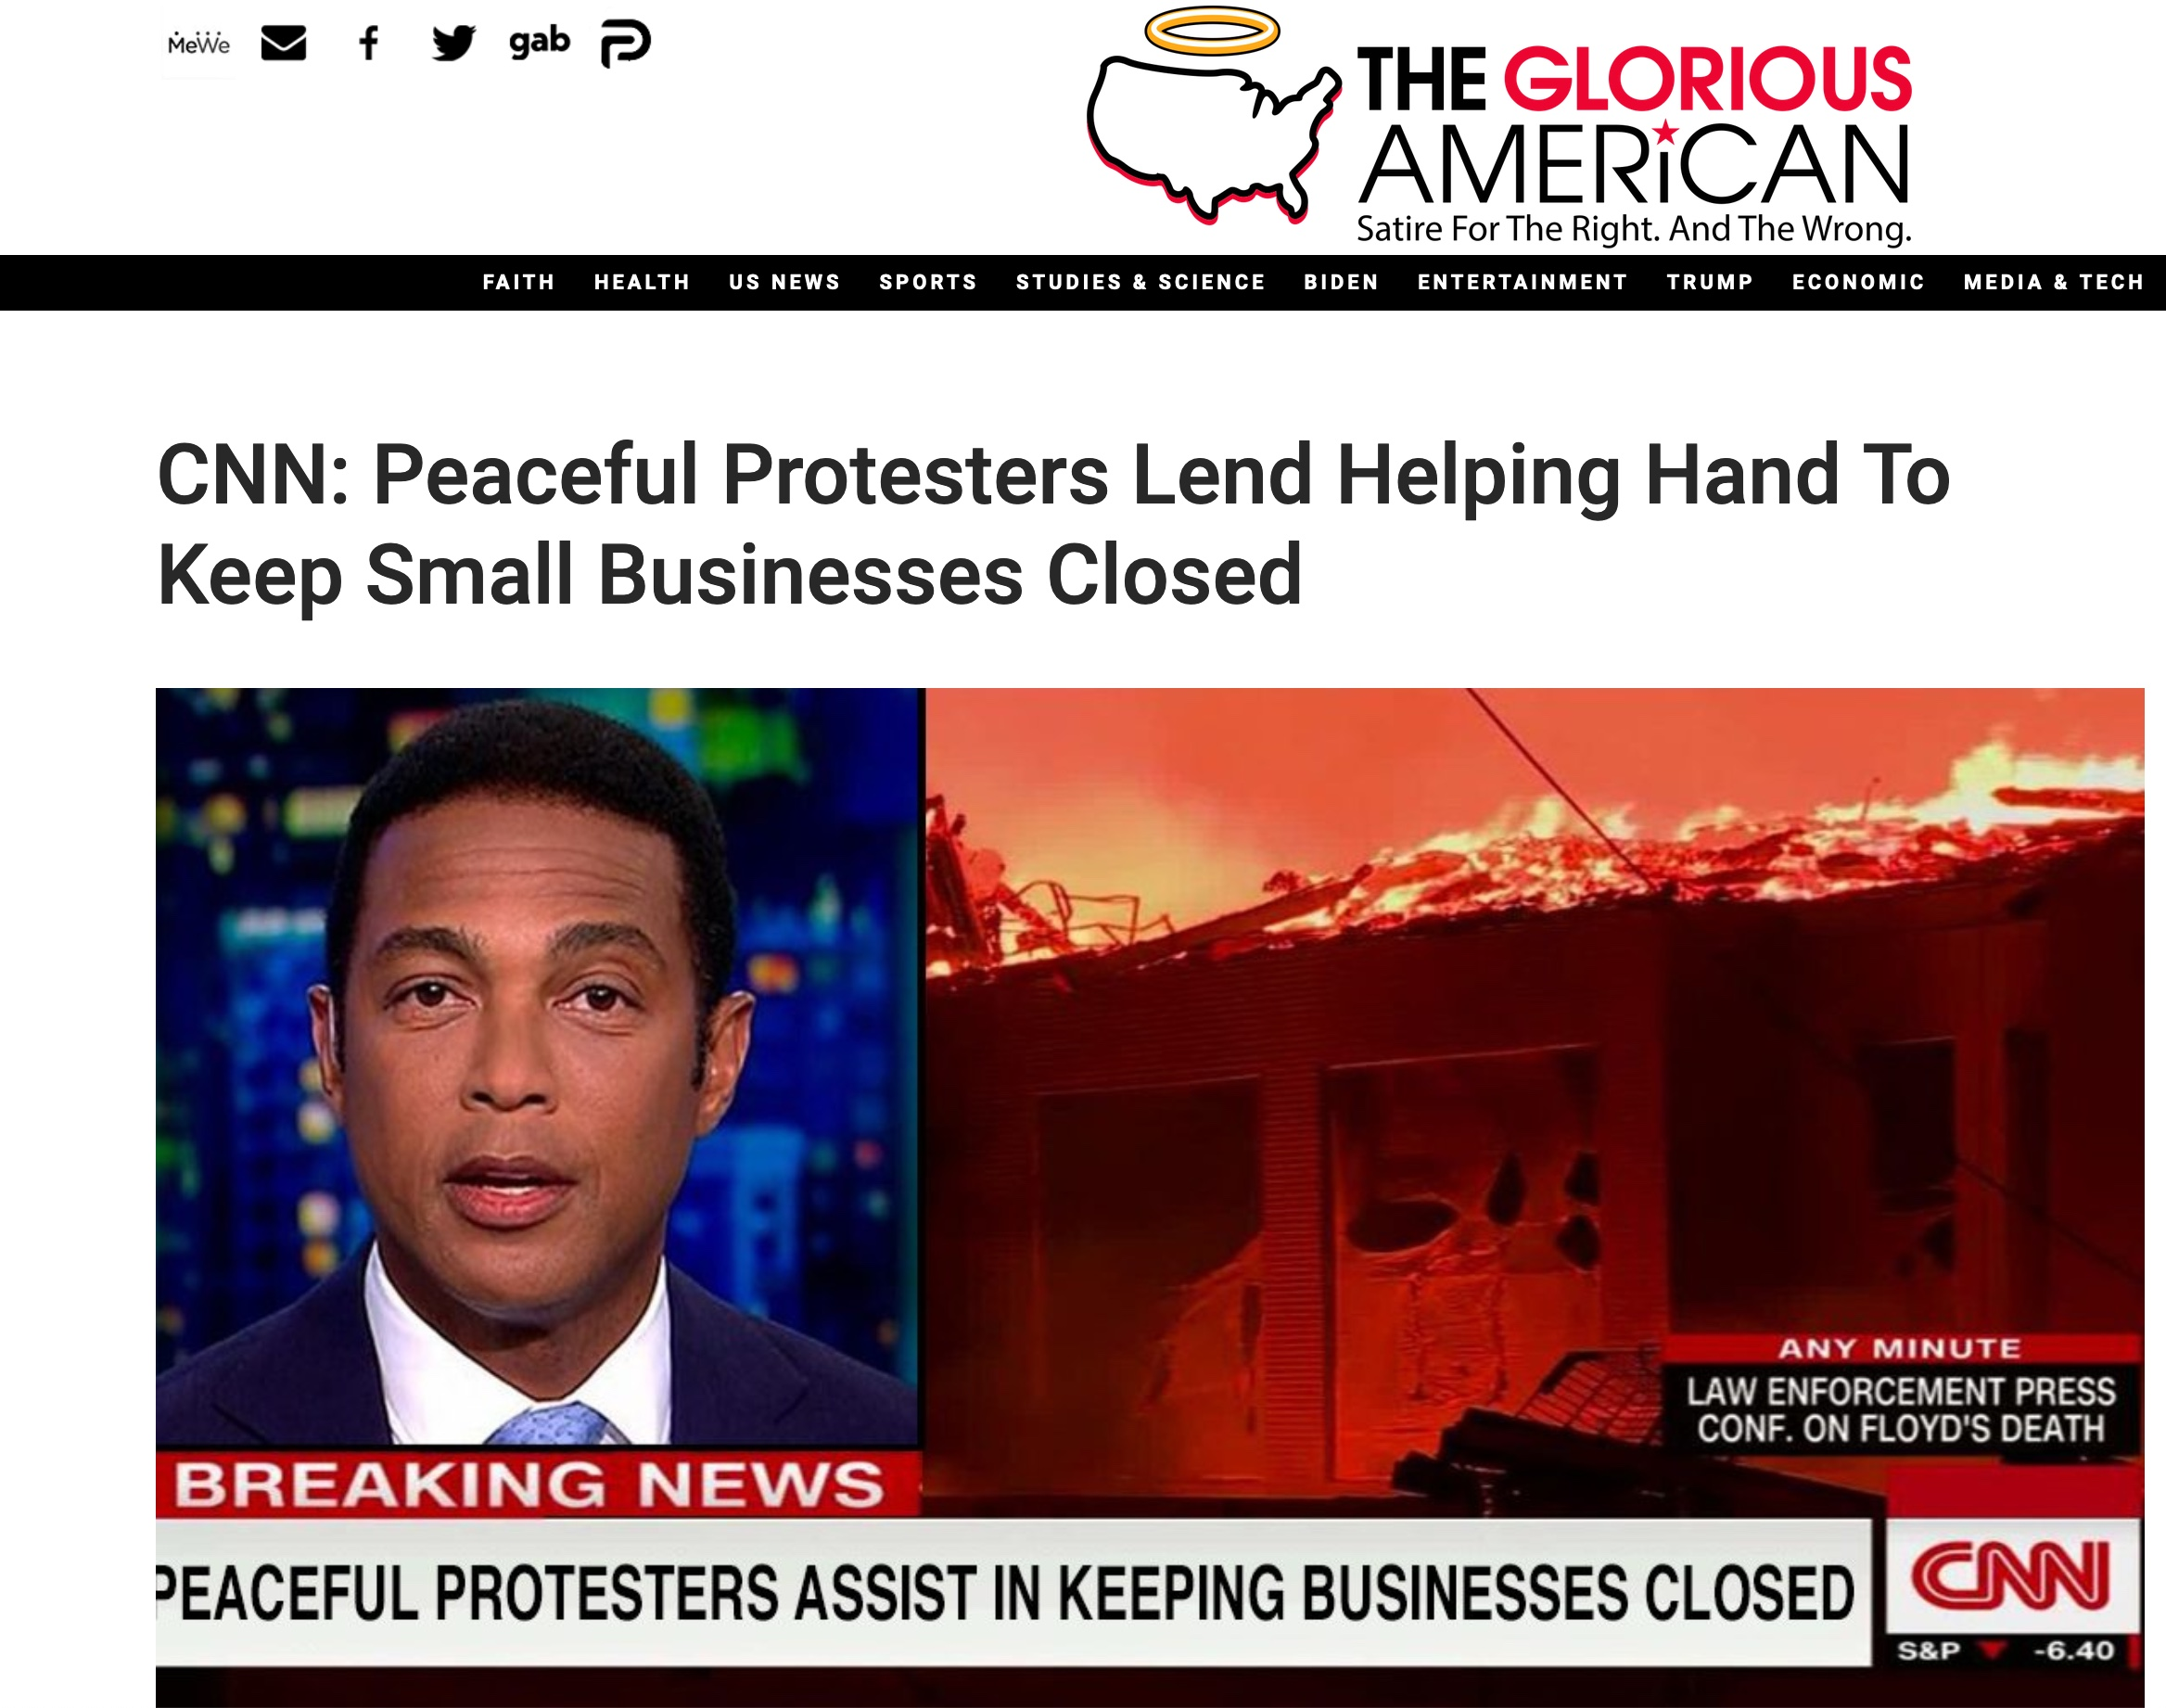 MeWe
gab
THE GLORIOUS
AMERiCAN
Satire For The Right. And The Wrong.
FAITH HEALTH US NEWS SPORTS STUDIES & SCIENCE BIDEN ENTERTAINMENT TRUMP ECONOMIC MEDIA & TECH
CNN: Peaceful Protesters Lend Helping Hand To
Keep Small Businesses Closed
ANY MINUTE
LAW ENFORCEMENT PRESS
CONF. ON FLOYD'S DEATH
BREAKING NEWS
PEACEFUL PROTESTERS ASSIST IN KEEPING BUSINESSES CLOSED
CNN
S&P -6.40